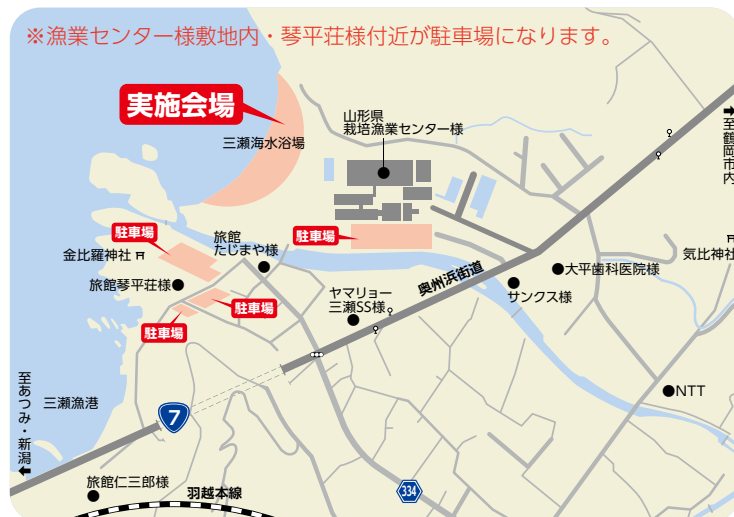 ※漁業センター様敷地内・琴平荘様付近が駐車場になります。
実施会場
三瀬海水浴場
山形県
栽培漁業センター様
至鶴岡市内
駐車場
金比羅神社
旅館
たじまや様
駐車場
気比神社
旅館琴平荘様
駐車場
駐車場
ヤマリョー
三瀬SS様
奥州浜街道
サンクス様
大平歯科医院様
NTT
至あつみ・新潟
三瀬漁港
7
旅館仁三郎様
羽越本線
334